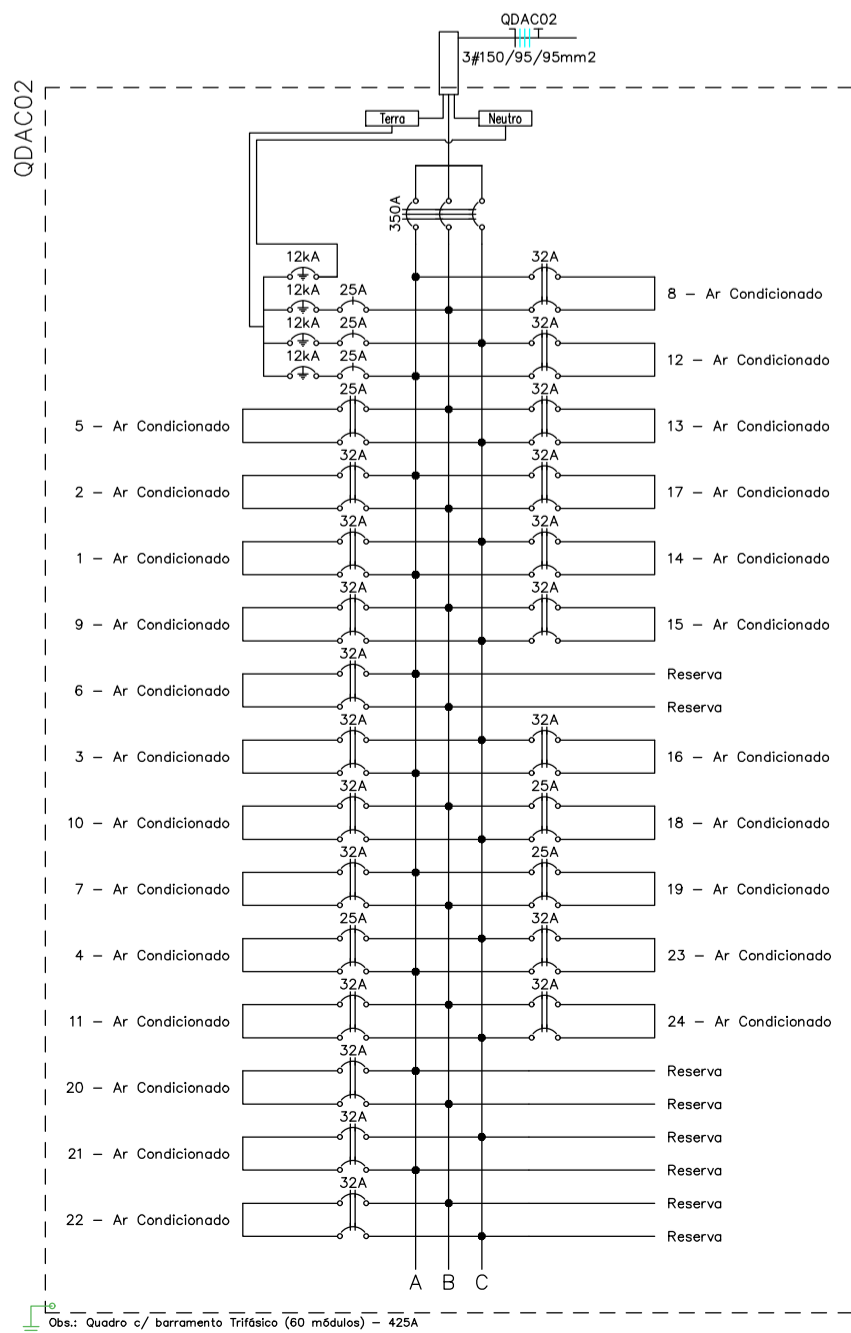 QDAC02
3#150/95/95mm2
QDAC02
Terra
Neutro
350A
12kA
32A
8 – Ar Condicionado
12kA
25A
12kA
25A
32A
12 – Ar Condicionado
12kA
25A
25A
32A
5 – Ar Condicionado
13 – Ar Condicionado
32A
32A
2 – Ar Condicionado
17 – Ar Condicionado
32A
32A
1 – Ar Condicionado
14 – Ar Condicionado
32A
32A
9 – Ar Condicionado
15 – Ar Condicionado
32A
Reserva
6 – Ar Condicionado
Reserva
32A
32A
3 – Ar Condicionado
16 – Ar Condicionado
32A
25A
10 – Ar Condicionado
18 – Ar Condicionado
32A
25A
7 – Ar Condicionado
19 – Ar Condicionado
25A
32A
4 – Ar Condicionado
23 – Ar Condicionado
32A
32A
11 – Ar Condicionado
24 – Ar Condicionado
32A
Reserva
20 – Ar Condicionado
Reserva
32A
Reserva
21 – Ar Condicionado
Reserva
32A
Reserva
22 – Ar Condicionado
Reserva
A B C
Obs.: Quadro c/ barramento Trifásico (60 módulos) – 425A